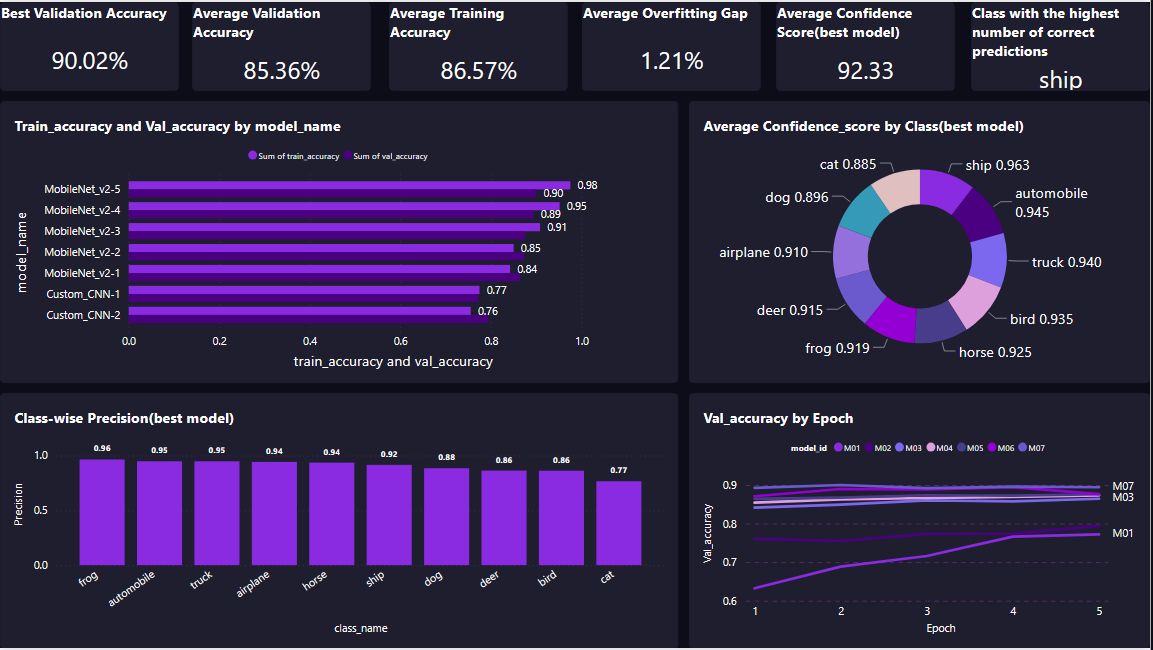 Best Validation Accuracy
90.02%
Average Validation
Accuracy
85.36%
Average Training
Accuracy
86.57%
Average Overfitting Gap
1.21%
Average Confidence
Score(best model)
92.33
Class with the highest
number of correct
predictions
ship
Train_accuracy and Val_accuracy by model_name
Sum of train_accuracy Sum of val_accuracy
model_name
MobileNet_v2-5 0.98
0.90
MobileNet_v2-4 0.95
0.89
MobileNet_v2-3 0.91
MobileNet_v2-2 0.85
MobileNet_v2-1 0.84
Custom_CNN-1 0.77
Custom_CNN-2 0.76
0.0 0.2 0.4 0.6 0.8 1.0
train_accuracy and val_accuracy
Average Confidence_score by Class(best model)
ship 0.963
automobile
0.945
truck 0.940
bird 0.935
horse 0.925
frog 0.919
deer 0.915
airplane 0.910
dog 0.896
cat 0.885
Class-wise Precision(best model)
Precision
1.0
0.5
0.0
0.96 0.95 0.95 0.94 0.94 0.92 0.88 0.86 0.86 0.77
frog automobile truck airplane horse ship dog deer bird cat
class_name
Val_accuracy by Epoch
model_id M01 M02 M03 M04 M05 M06 M07
Val_accuracy
0.9
0.8
0.7
0.6
M07
M03
M01
1 2 3 4 5
Epoch